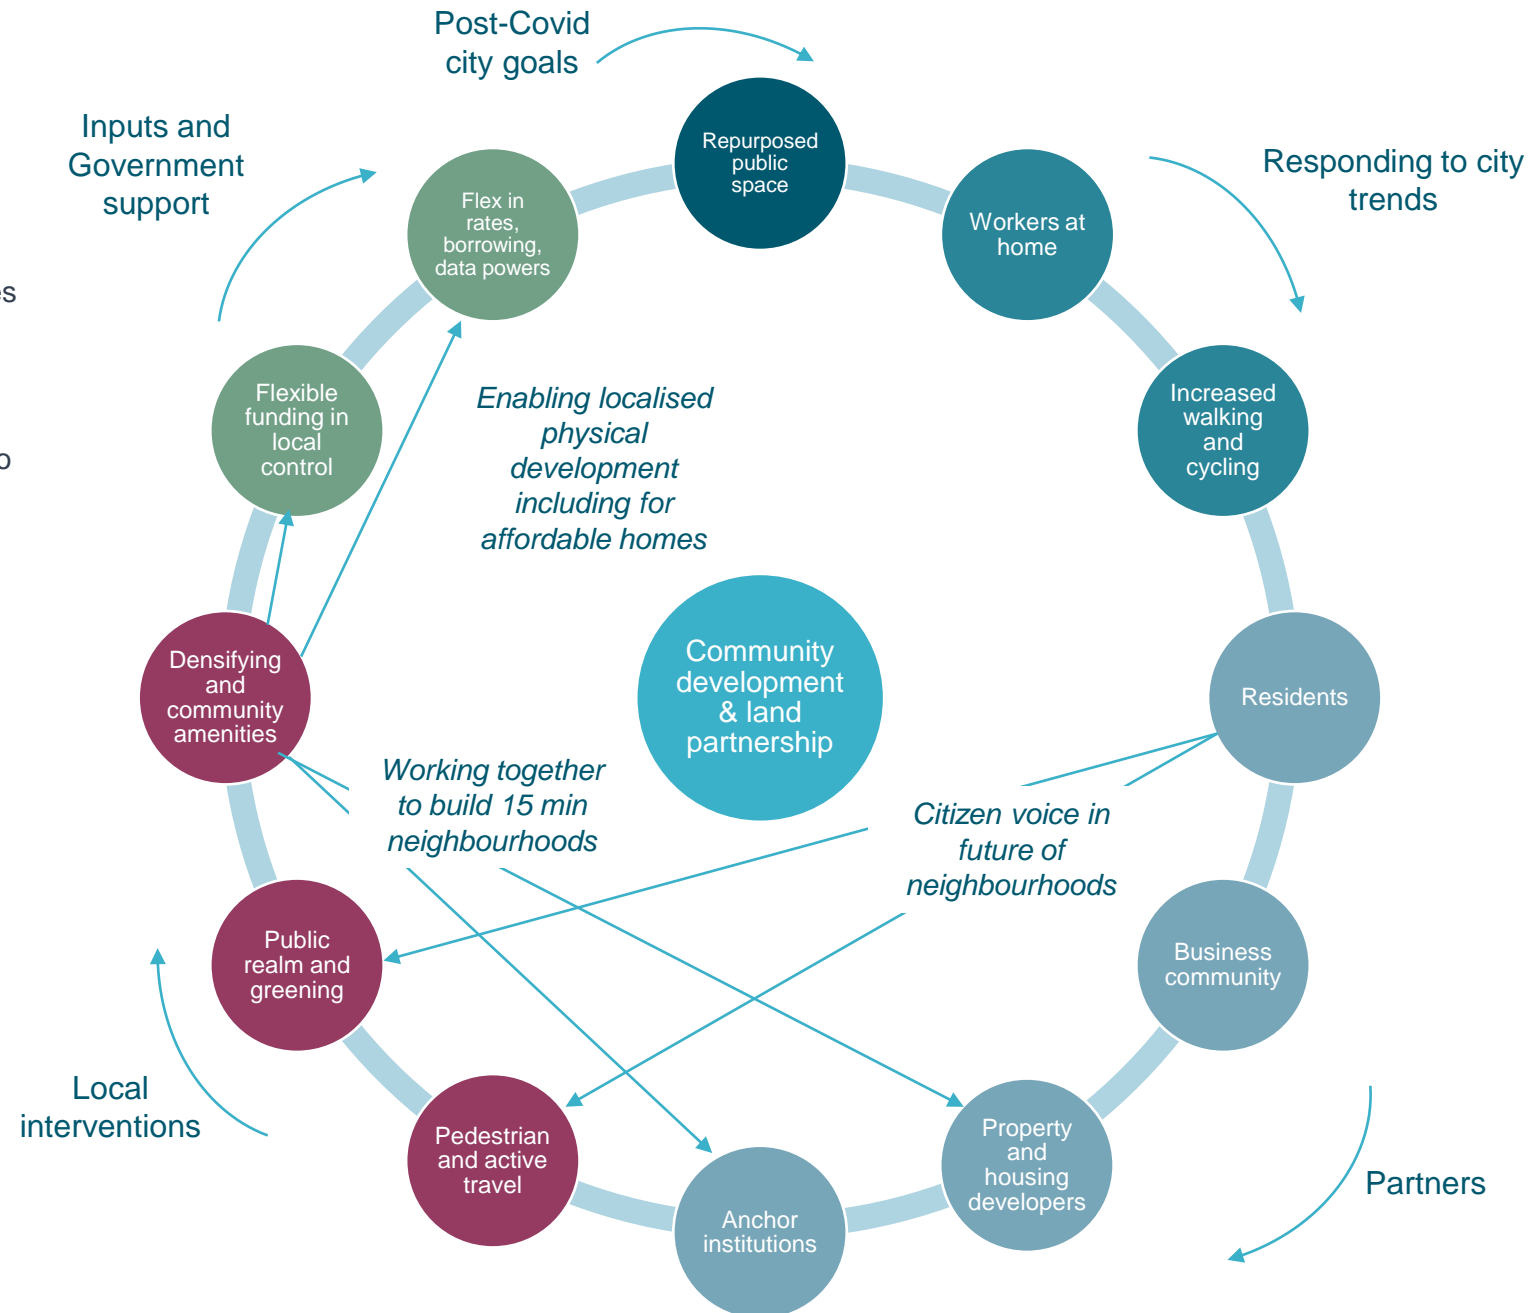 Post-Covid
city goals
Inputs and
Government
support
Responding to city
trends
Repurposed
public
space
Flex in
rates,
borrowing,
data powers
Workers at
home
es
Flexible
funding in
local
control
Enabling localised
physical
development
including for
affordable homes
Increased
walking
and
cycling
o
Densifying
and
community
amenities
Community
development
& land
partnership
Residents
Working together
to build 15 min
neighbourhoods
Citizen voice in
future of
neighbourhoods
Public
realm and
greening
Business
community
Local
interventions
Pedestrian
and active
travel
Property
and
housing
developers
Partners
Anchor
institutions